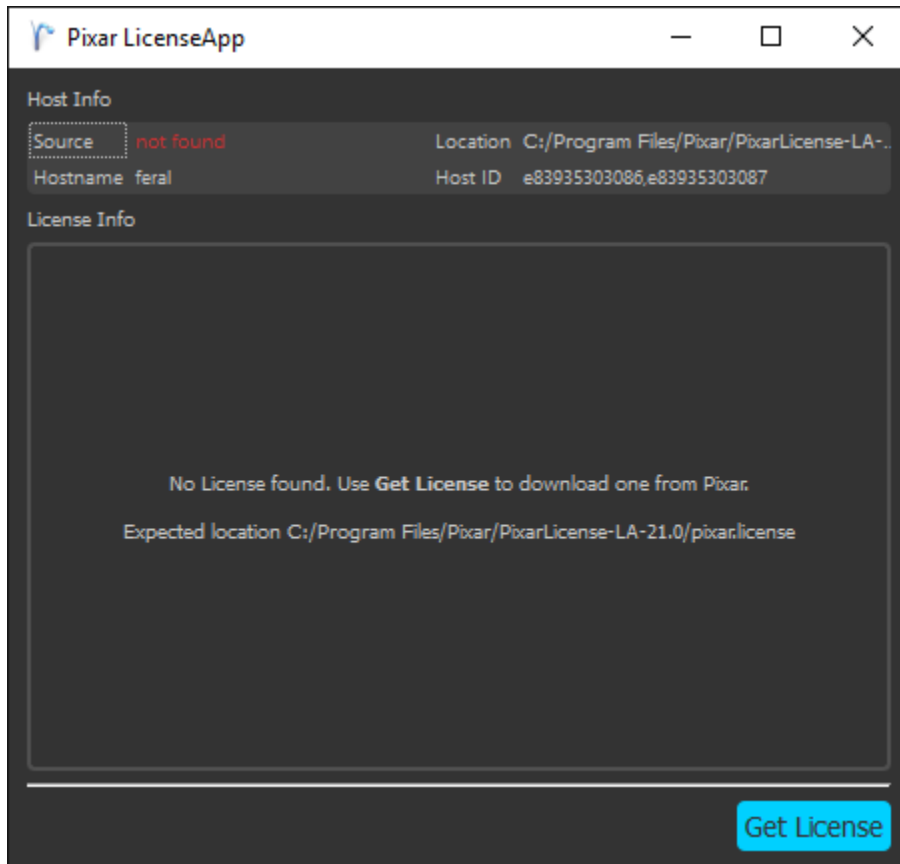 Pixar LicenseApp
Host Info
Source not found Location C:/Program Files/Pixar/PixarLicense-LA-..
Hostname feral Host ID e83935303086,e83935303087
License Info
No License found. Use Get License to download one from Pixar.
Expected location C:/Program Files/Pixar/PixarLicense-LA-21.0/pixar.license
Get License